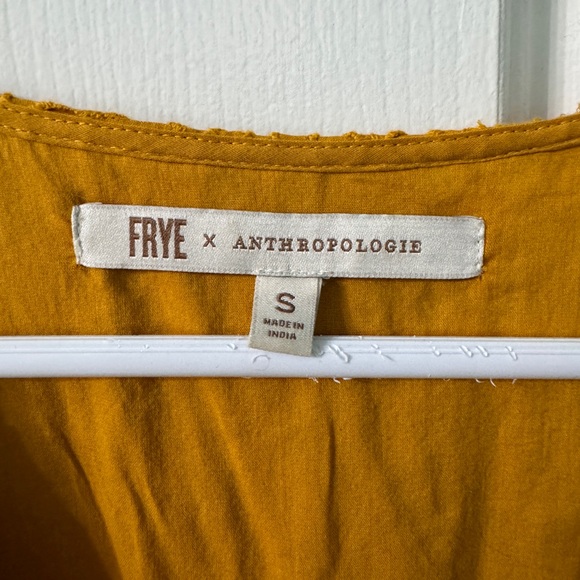 FRYE X ANTHROPOLOGIE
S
MADE IN
INDIA